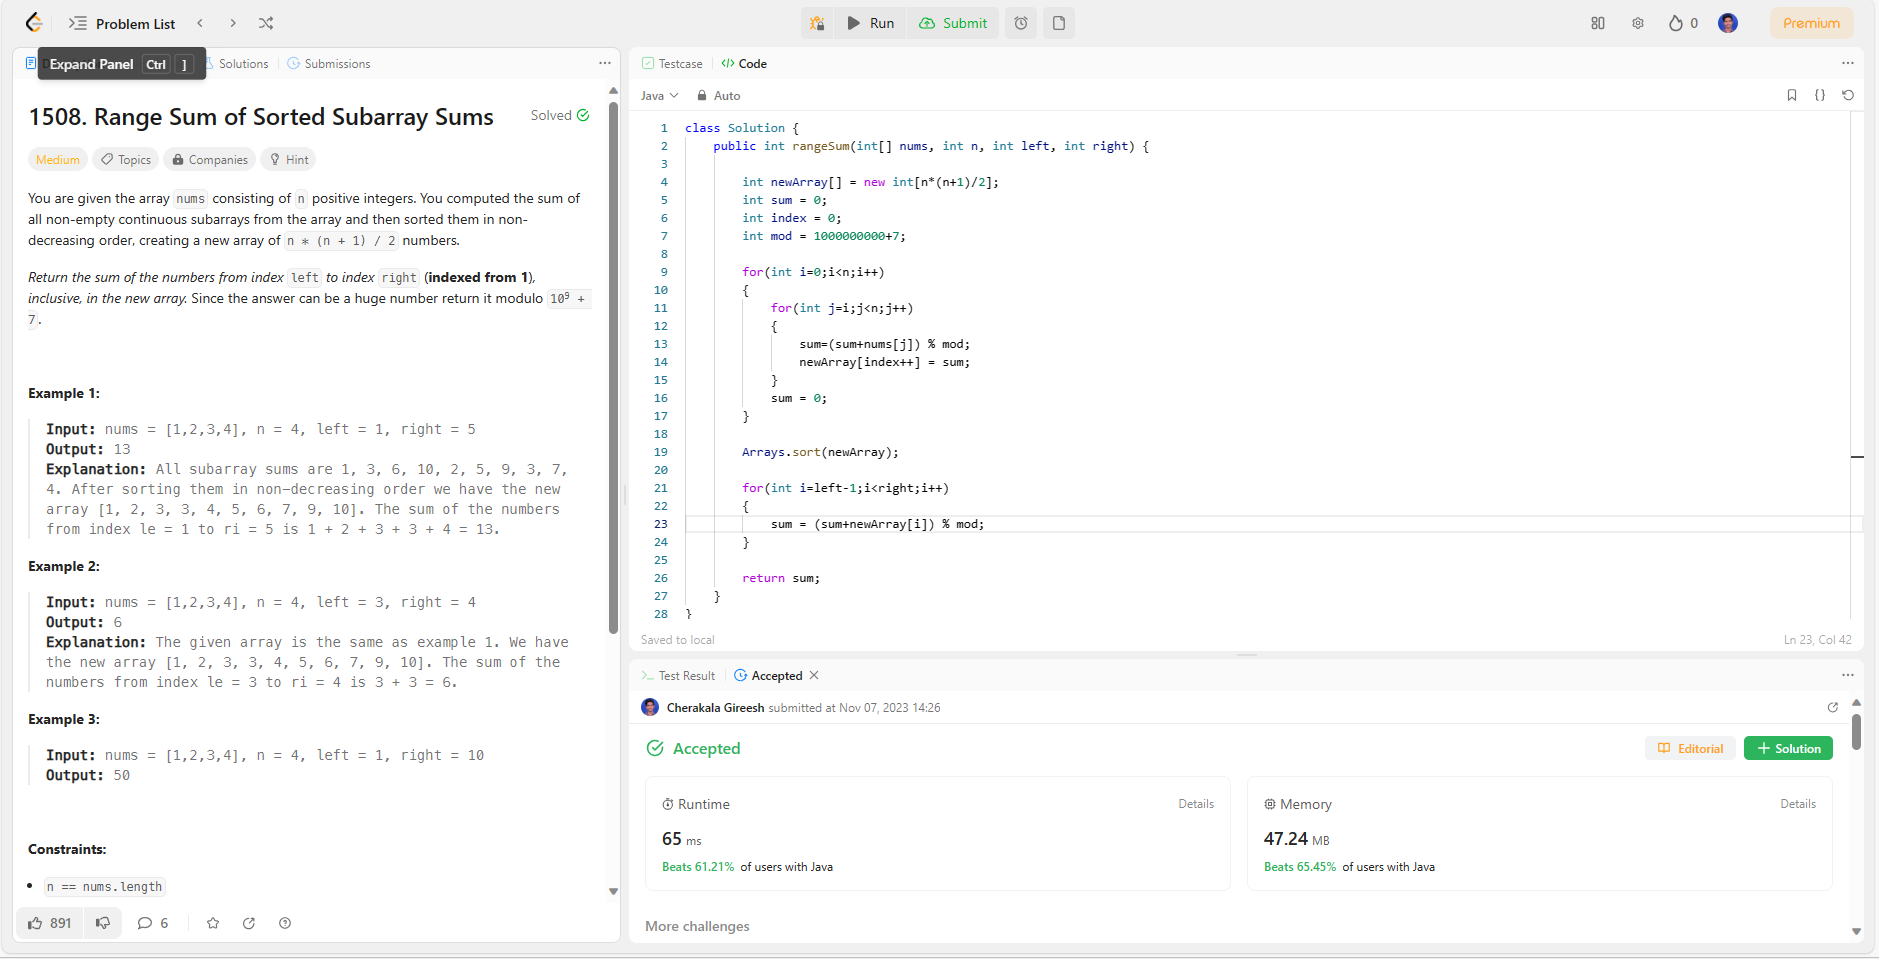 Problem List
Run
Submit
0
Premium
Expand Panel Ctrl ]
Solutions
Submissions
1508. Range Sum of Sorted Subarray Sums
Solved
Medium
Topics
Companies
Hint
You are given the array nums consisting of n positive integers. You computed the sum of
all non-empty continuous subarrays from the array and then sorted them in non-
decreasing order, creating a new array of n * (n + 1) / 2 numbers.
Return the sum of the numbers from index left to index right (indexed from 1),
inclusive, in the new array. Since the answer can be a huge number return it modulo 10⁹ +
7.
Example 1:
Input: nums = [1,2,3,4], n = 4, left = 1, right = 5
Output: 13
Explanation: All subarray sums are 1, 3, 6, 10, 2, 5, 9, 3, 7,
4. After sorting them in non-decreasing order we have the new
array [1, 2, 3, 3, 4, 5, 6, 7, 9, 10]. The sum of the numbers
from index le = 1 to ri = 5 is 1 + 2 + 3 + 3 + 4 = 13.
Example 2:
Input: nums = [1,2,3,4], n = 4, left = 3, right = 4
Output: 6
Explanation: The given array is the same as example 1. We have
the new array [1, 2, 3, 3, 4, 5, 6, 7, 9, 10]. The sum of the
numbers from index le = 3 to ri = 4 is 3 + 3 = 6.
Example 3:
Input: nums = [1,2,3,4], n = 4, left = 1, right = 10
Output: 50
Constraints:
n == nums.length
891
6
Testcase
</> Code
Java
Auto
1 class Solution {
2 public int rangeSum(int[] nums, int n, int left, int right) {
3
4 int newArray[] = new int[n*(n+1)/2];
5 int sum = 0;
6 int index = 0;
7 int mod = 1000000000+7;
8
9 for(int i=0;i<n;i++)
10 {
11 for(int j=i;j<n;j++)
12 {
13 sum=(sum+nums[j]) % mod;
14 newArray[index++] = sum;
15 }
16 sum = 0;
17 }
18
19 Arrays.sort(newArray);
20
21 for(int i=left-1;i<right;i++)
22 {
23 sum = (sum+newArray[i]) % mod;
24 }
25
26 return sum;
27 }
28 }
Saved to local
Ln 23, Col 42
Test Result
Accepted
Cherakala Gireesh submitted at Nov 07, 2023 14:26
Accepted
Editorial
+ Solution
Runtime
Details
65 ms
Beats 61.21% of users with Java
Memory
Details
47.24 MB
Beats 65.45% of users with Java
More challenges